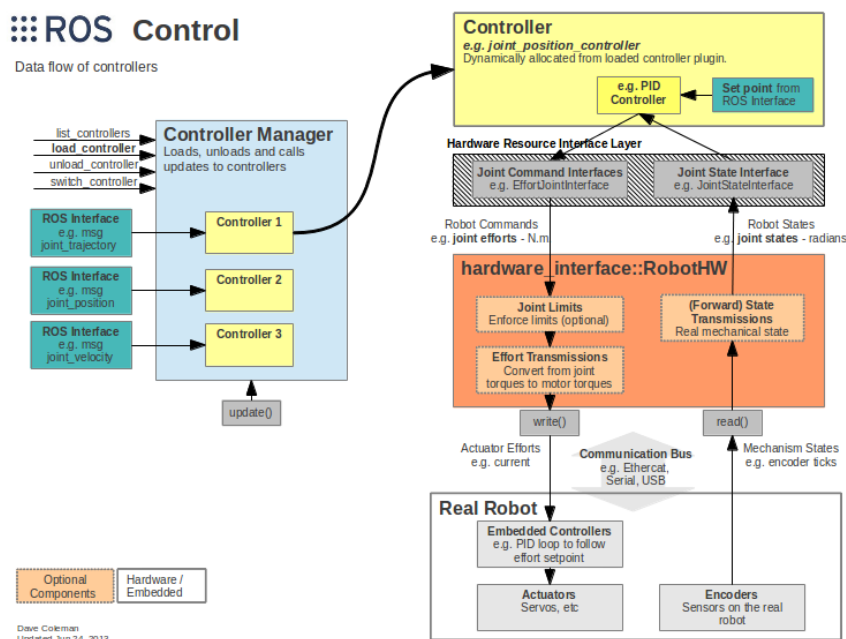 ROS Control
Data flow of controllers
list_controllers
load_controller
unload_controller
switch_controller
Controller Manager
Loads, unloads and calls
updates to controllers
ROS Interface
e.g. msg
joint_trajectory
Controller 1
ROS Interface
e.g. msg
joint_position
Controller 2
ROS Interface
e.g. msg
joint_velocity
Controller 3
update()
Controller
e.g. joint_position_controller
Dynamically allocated from loaded controller plugin.
e.g. PID
Controller
Set point from
ROS Interface
Hardware Resource Interface Layer
Joint Command Interfaces
e.g. EffortJointInterface
Joint State Interface
e.g. JointStateInterface
Robot Commands
e.g. joint efforts - N.m
Robot States
e.g. joint states - radians
hardware_interface::RobotHW
Joint Limits
Enforce limits (optional)
Effort Transmissions
Convert from joint
torques to motor torques
(Forward) State
Transmissions
Real mechanical state
write()
read()
Actuator Efforts
e.g. current
Communication Bus
e.g. Ethercat,
Serial, USB
Mechanism States
e.g. encoder ticks
Real Robot
Embedded Controllers
e.g. PID loop to follow
effort setpoint
Actuators
Servos, etc
Encoders
Sensors on the real
robot
Optional
Components
Hardware /
Embedded
Dave Coleman
Updated Jun 24, 2013